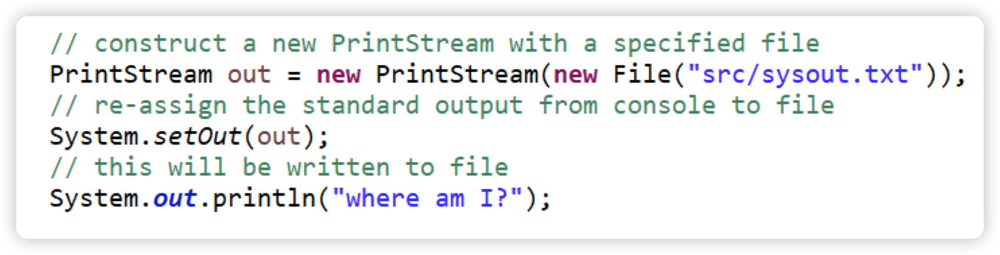 // construct a new PrintStream with a specified file
PrintStream out = new PrintStream(new File("src/sysout.txt"));
// re-assign the standard output from console to file
System.setOut(out);
// this will be written to file
System.out.println("where am I?");